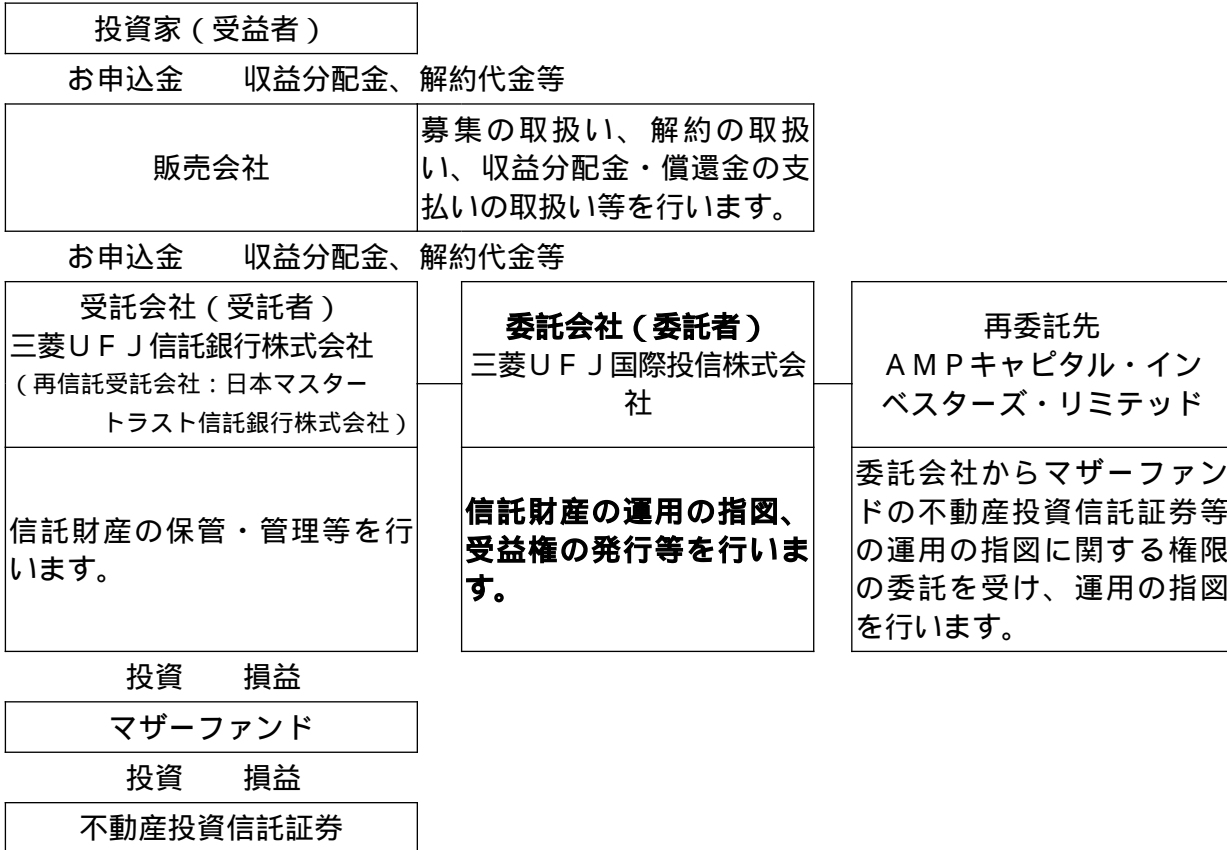 投資家(受益者)
お申込金　　収益分配金、解約代金等
販売会社
募集の取扱い、解約の取扱
い、収益分配金・償還金の支
払いの取扱い等を行います。
お申込金　　収益分配金、解約代金等
受託会社(受託者)
三菱UFJ信託銀行株式会社
(再信託受託会社:日本マスター
トラスト信託銀行株式会社)
委託会社(委託者)
三菱UFJ国際投信株式会
社
再委託先
AMPキャピタル・イン
ベスターズ・リミテッド
信託財産の保管・管理等を行
います。
信託財産の運用の指図、
受益権の発行等を行いま
す。
委託会社からマザーファン
ドの不動産投資信託証券等
の運用の指図に関する権限
の委託を受け、運用の指図
を行います。
投資　　損益
マザーファンド
投資　　損益
不動産投資信託証券